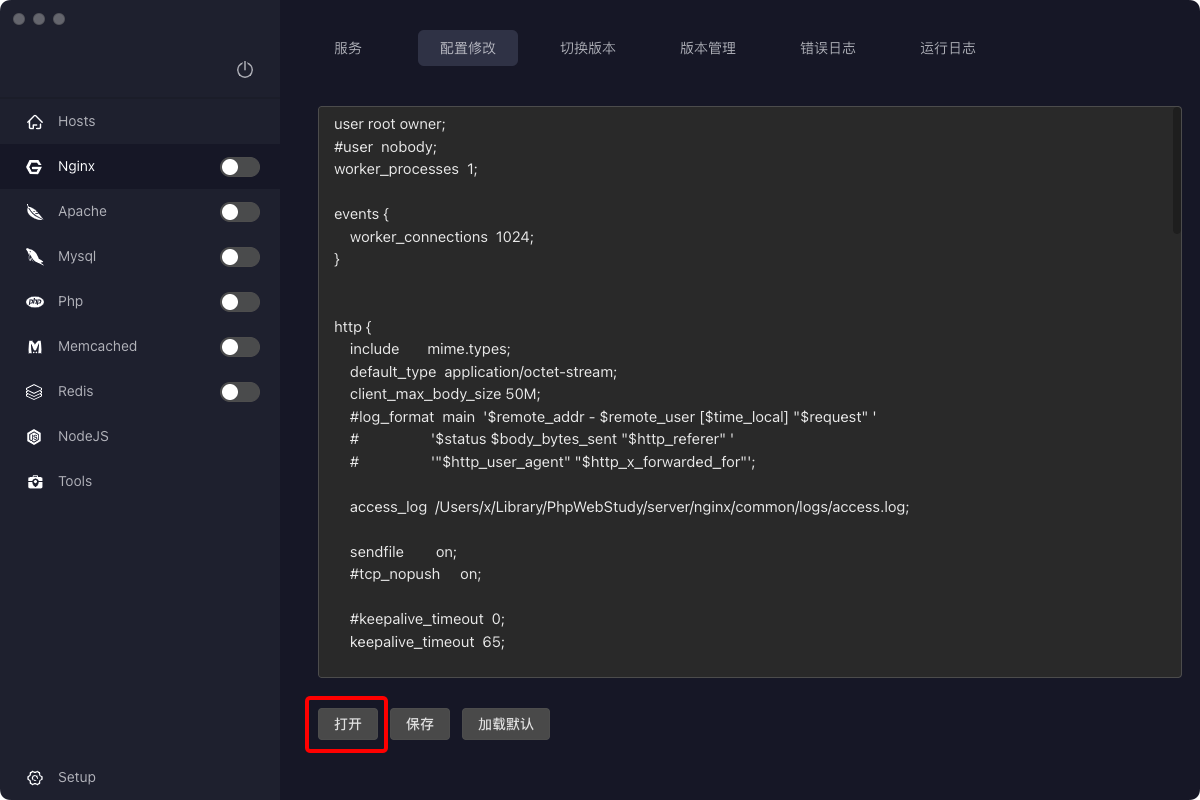 Hosts
Nginx
Apache
Mysql
Php
Memcached
Redis
NodeJS
Tools
Setup
服务
配置修改
切换版本
版本管理
错误日志
运行日志
user root owner;
#user  nobody;
worker_processes  1;
events {
    worker_connections  1024;
}
http {
    include       mime.types;
    default_type  application/octet-stream;
    client_max_body_size 50M;
    #log_format  main  '$remote_addr - $remote_user [$time_local] "$request" '
    #                  '$status $body_bytes_sent "$http_referer" '
    #                  '"$http_user_agent" "$http_x_forwarded_for"';
    access_log  /Users/x/Library/PhpWebStudy/server/nginx/common/logs/access.log;
    sendfile        on;
    #tcp_nopush     on;
    #keepalive_timeout  0;
    keepalive_timeout  65;
打开
保存
加载默认